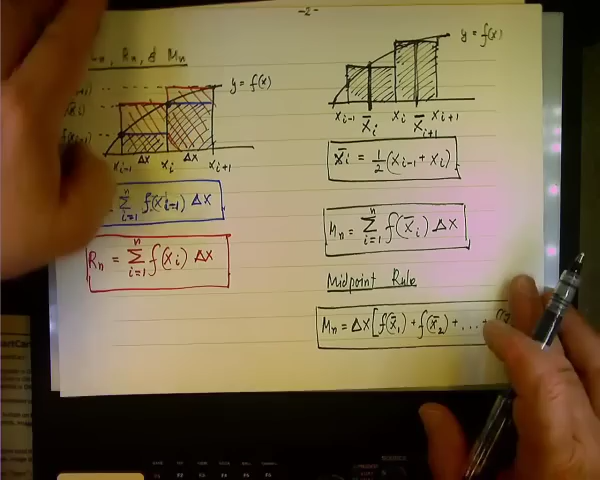 -2-
Rn, & Mn
y = f(x)
xi-1 Δx xi Δx xi+1
n
Σ f(xi-1) Δx
i=1
n
Rn = Σ f(xi) Δx
i=1
y = f(x)
xi-1 xi xi+1
x̄i x̄i+1
x̄i = 1/2 (xi-1 + xi)
n
Mn = Σ f(x̄i) Δx
i=1
Midpoint Rule
Mn = Δx [f(x̄1) + f(x̄2) + ... +